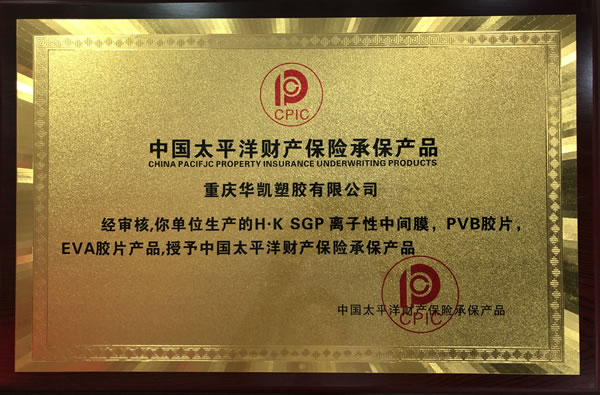 CPIC
中国太平洋财产保险承保产品
CHINA PACIFJC PROPERTY INSURANCE UNDERWRITING PRODUCTS
重庆华凯塑胶有限公司
经审核,你单位生产的H·K SGP 离子性中间膜，PVB胶片，
EVA胶片产品,授予中国太平洋财产保险承保产品
CPIC
中国太平洋财产保险承保产品